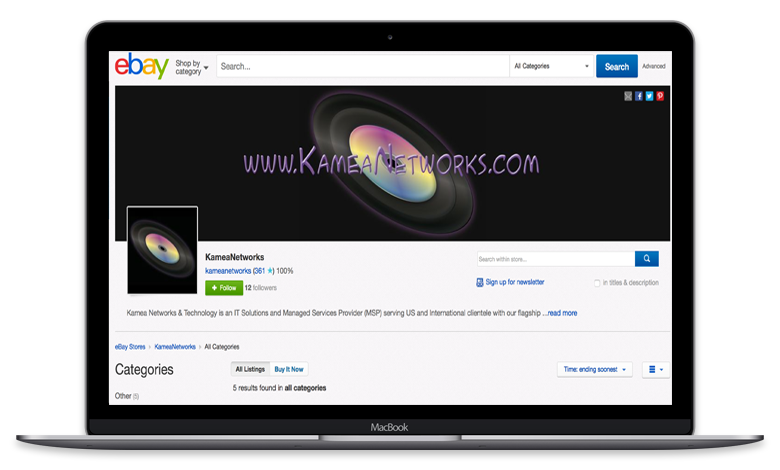 ebay Shop by category Search... All Categories Search Advanced
www.KameaNetworks.com
KameaNetworks
kameanetworks (361 ★) 100%
+ Follow 12 followers
Search within store...
Sign up for newsletter in titles & description
Kamea Networks & Technology is an IT Solutions and Managed Services Provider (MSP) serving US and International clientele with our flagship ...read more
eBay Stores > KameaNetworks > All Categories
Categories All Listings Buy It Now Time: ending soonest
5 results found in all categories
Other (5)
MacBook